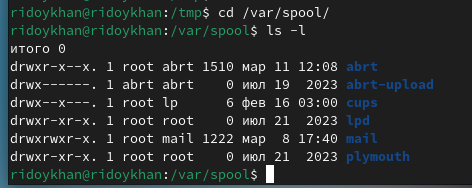 ridoykhan@ridoykhan:/tmp$ cd /var/spool/
ridoykhan@ridoykhan:/var/spool$ ls -l
итого 0
drwxr-x--x. 1 root abrt 1510 мар 11 12:08 abrt
drwx------. 1 abrt abrt    0 июл 19  2023 abrt-upload
drwx--x---. 1 root lp      6 фев 16 03:00 cups
drwxr-xr-x. 1 root root    0 июл 21  2023 lpd
drwxrwxr-x. 1 root mail 1222 мар  8 17:40 mail
drwxr-xr-x. 1 root root    0 июл 21  2023 plymouth
ridoykhan@ridoykhan:/var/spool$